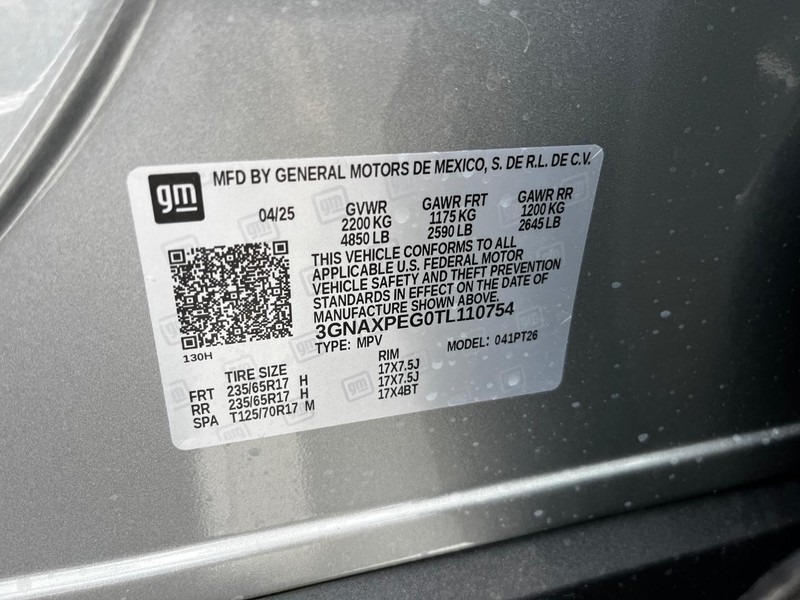 gm
MFD BY GENERAL MOTORS DE MEXICO, S. DE R.L. DE C.V.
04/25 GVWR GAWR FRT GAWR RR
2200 KG 1175 KG 1200 KG
4850 LB 2590 LB 2645 LB
THIS VEHICLE CONFORMS TO ALL
APPLICABLE U.S. FEDERAL MOTOR
VEHICLE SAFETY AND THEFT PREVENTION
STANDARDS IN EFFECT ON THE DATE OF
MANUFACTURE SHOWN ABOVE.
3GNAXPEG0TL110754
TYPE: MPV MODEL: 041PT26
130H
TIRE SIZE RIM
FRT 235/65R17 H 17X7.5J
RR 235/65R17 H 17X7.5J
SPA T125/70R17 M 17X4BT